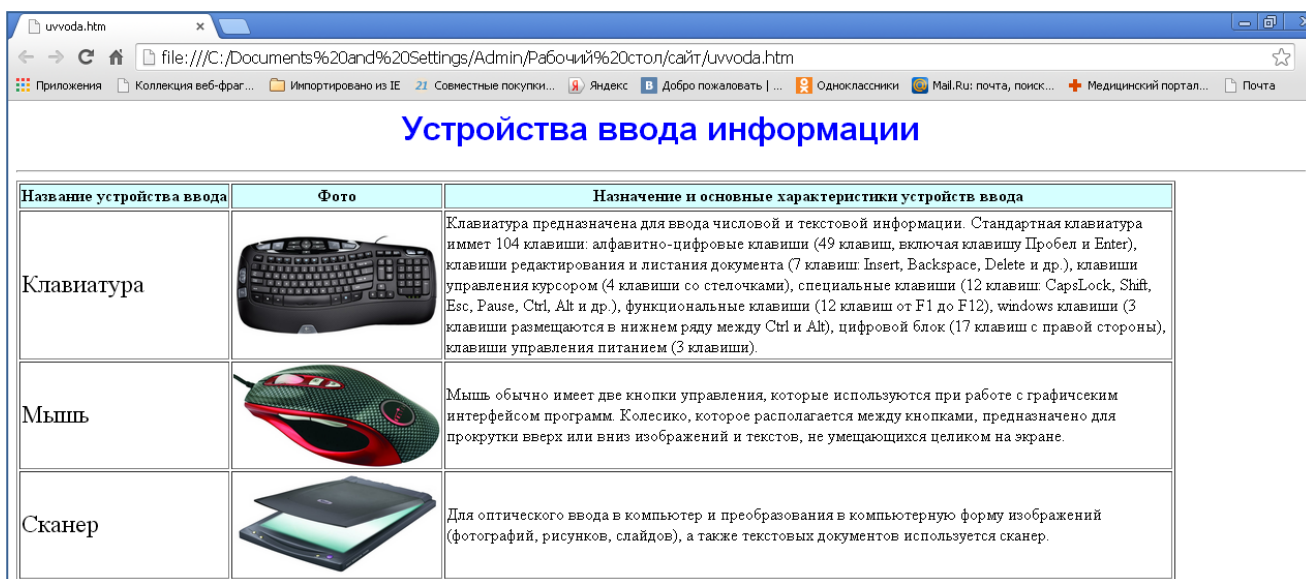 uvvoda.htm
file:///C:/Documents%20and%20Settings/Admin/Рабочий%20стол/сайт/uvvoda.htm
Приложения Коллекция веб-фраг... Импортировано из IE 21 Совместные покупки... Я Яндекс B Добро пожаловать | ... Одноклассники @ Mail.Ru: почта, поиск... Медицинский портал... Почта
Устройства ввода информации
Название устройства ввода Фото Назначение и основные характеристики устройств ввода
Клавиатура
Клавиатура предназначена для ввода числовой и текстовой информации. Стандартная клавиатура
иммет 104 клавиши: алфавитно-цифровые клавиши (49 клавиш, включая клавишу Пробел и Enter),
клавиши редактирования и листания документа (7 клавиш: Insert, Backspace, Delete и др.), клавиши
управления курсором (4 клавиши со стелочками), специальные клавиши (12 клавиш: CapsLock, Shift,
Esc, Pause, Ctrl, Alt и др.), функциональные клавиши (12 клавиш от F1 до F12), windows клавиши (3
клавиши размещаются в нижнем ряду между Ctrl и Alt), цифровой блок (17 клавиш с правой стороны),
клавиши управления питанием (3 клавиши).
Мышь
Мышь обычно имеет две кнопки управления, которые используются при работе с графичсеким
интерфейсом программ. Колесико, которое располагается между кнопками, предназначено для
прокрутки вверх или вниз изображений и текстов, не умещающихся целиком на экране.
Сканер
Для оптического ввода в компьютер и преобразования в компьютерную форму изображений
(фотографий, рисунков, слайдов), а также текстовых документов используется сканер.